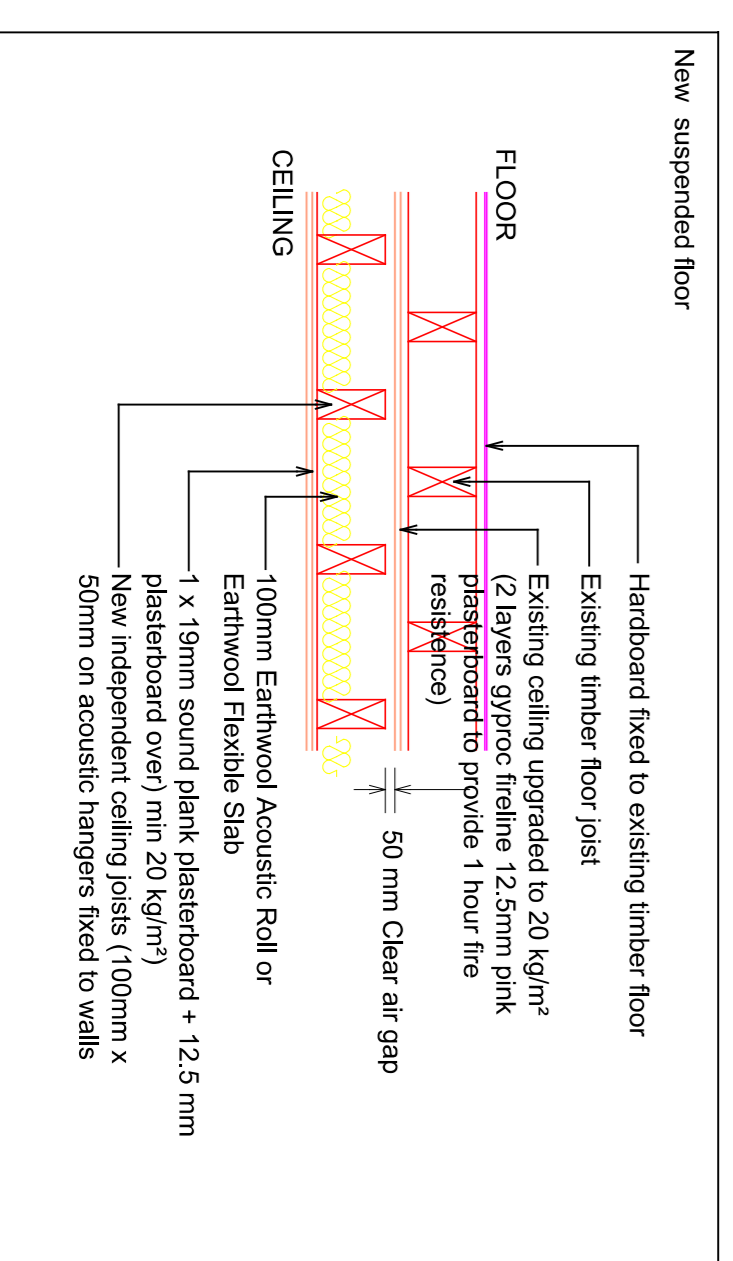 New suspended floor
FLOOR
CEILING
Hardboard fixed to existing timber floor
Existing timber floor joist
Existing ceiling upgraded to 20 kg/m²
(2 layers gyproc fireline 12.5mm pink
plasterboard to provide 1 hour fire
resistence)
50 mm Clear air gap
100mm Earthwool Acoustic Roll or
Earthwool Flexible Slab
1 x 19mm sound plank plasterboard + 12.5 mm
plasterboard over) min 20 kg/m²)
New independent ceiling joists (100mm x
50mm on acoustic hangers fixed to walls